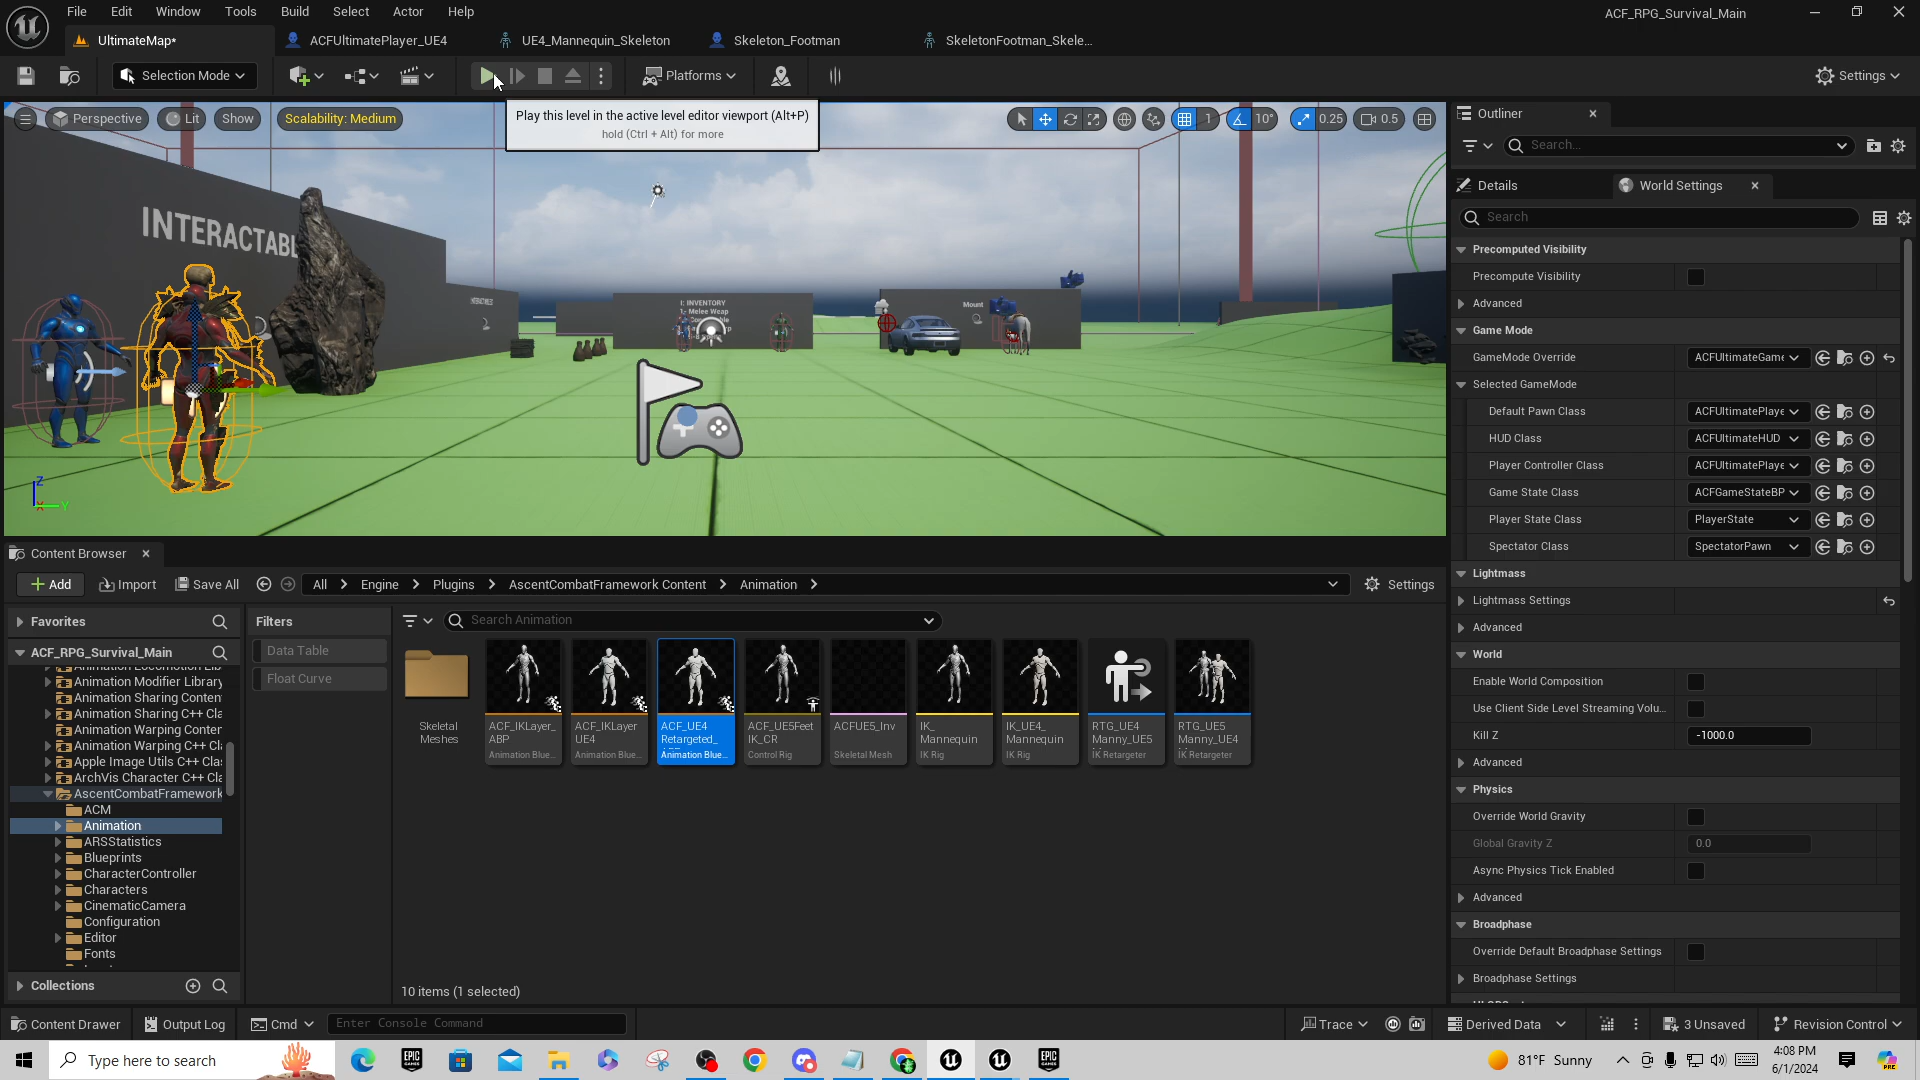 File Edit Window Tools Build Select Actor Help
ACF_RPG_Survival_Main
UltimateMap* ACFUltimatePlayer_UE4 UE4_Mannequin_Skeleton Skeleton_Footman SkeletonFootman_Skele...
Selection Mode Platforms Settings
Play this level in the active level editor viewport (Alt+P)
hold (Ctrl + Alt) for more
Perspective Lit Show Scalability: Medium 1 10° 0.25 0.5
INTERACTABL
I: INVENTORY
Mount
Z
Y
Outliner
Search...
Details World Settings
Search
Precomputed Visibility
Precompute Visibility
Advanced
Game Mode
GameMode Override ACFUltimateGame
Selected GameMode
Default Pawn Class ACFUltimatePlaye
HUD Class ACFUltimateHUD
Player Controller Class ACFUltimatePlaye
Game State Class ACFGameStateBP
Player State Class PlayerState
Spectator Class SpectatorPawn
Lightmass
Lightmass Settings
Advanced
World
Enable World Composition
Use Client Side Level Streaming Volu...
Kill Z -1000.0
Advanced
Physics
Override World Gravity
Global Gravity Z 0.0
Async Physics Tick Enabled
Advanced
Broadphase
Override Default Broadphase Settings
Broadphase Settings
Content Browser
Add Import Save All All Engine Plugins AscentCombatFramework Content Animation Settings
Favorites
ACF_RPG_Survival_Main
Animation Modifier Library
Animation Sharing Conten
Animation Sharing C++ Cla
Animation Warping Conter
Animation Warping C++ Cl
Apple Image Utils C++ Cla
ArchVis Character C++ Cla
AscentCombatFramework
ACM
Animation
ARSStatistics
Blueprints
CharacterController
Characters
CinematicCamera
Configuration
Editor
Fonts
Collections
Filters
Data Table
Float Curve
Search Animation
Skeletal Meshes
ACF_IKLayer_ABP Animation Blue...
ACF_IKLayer UE4 Animation Blue...
ACF_UE4 Retargeted_ Animation Blue...
ACF_UE5Feet IK_CR Control Rig
ACFUE5_Inv Skeletal Mesh
IK_Mannequin IK Rig
IK_UE4_Mannequin IK Rig
RTG_UE4 Manny_UE5 IK Retargeter
RTG_UE5 Manny_UE4 IK Retargeter
10 items (1 selected)
Content Drawer Output Log Cmd Enter Console Command Trace Derived Data 3 Unsaved Revision Control
Type here to search
81°F Sunny
4:08 PM
6/1/2024